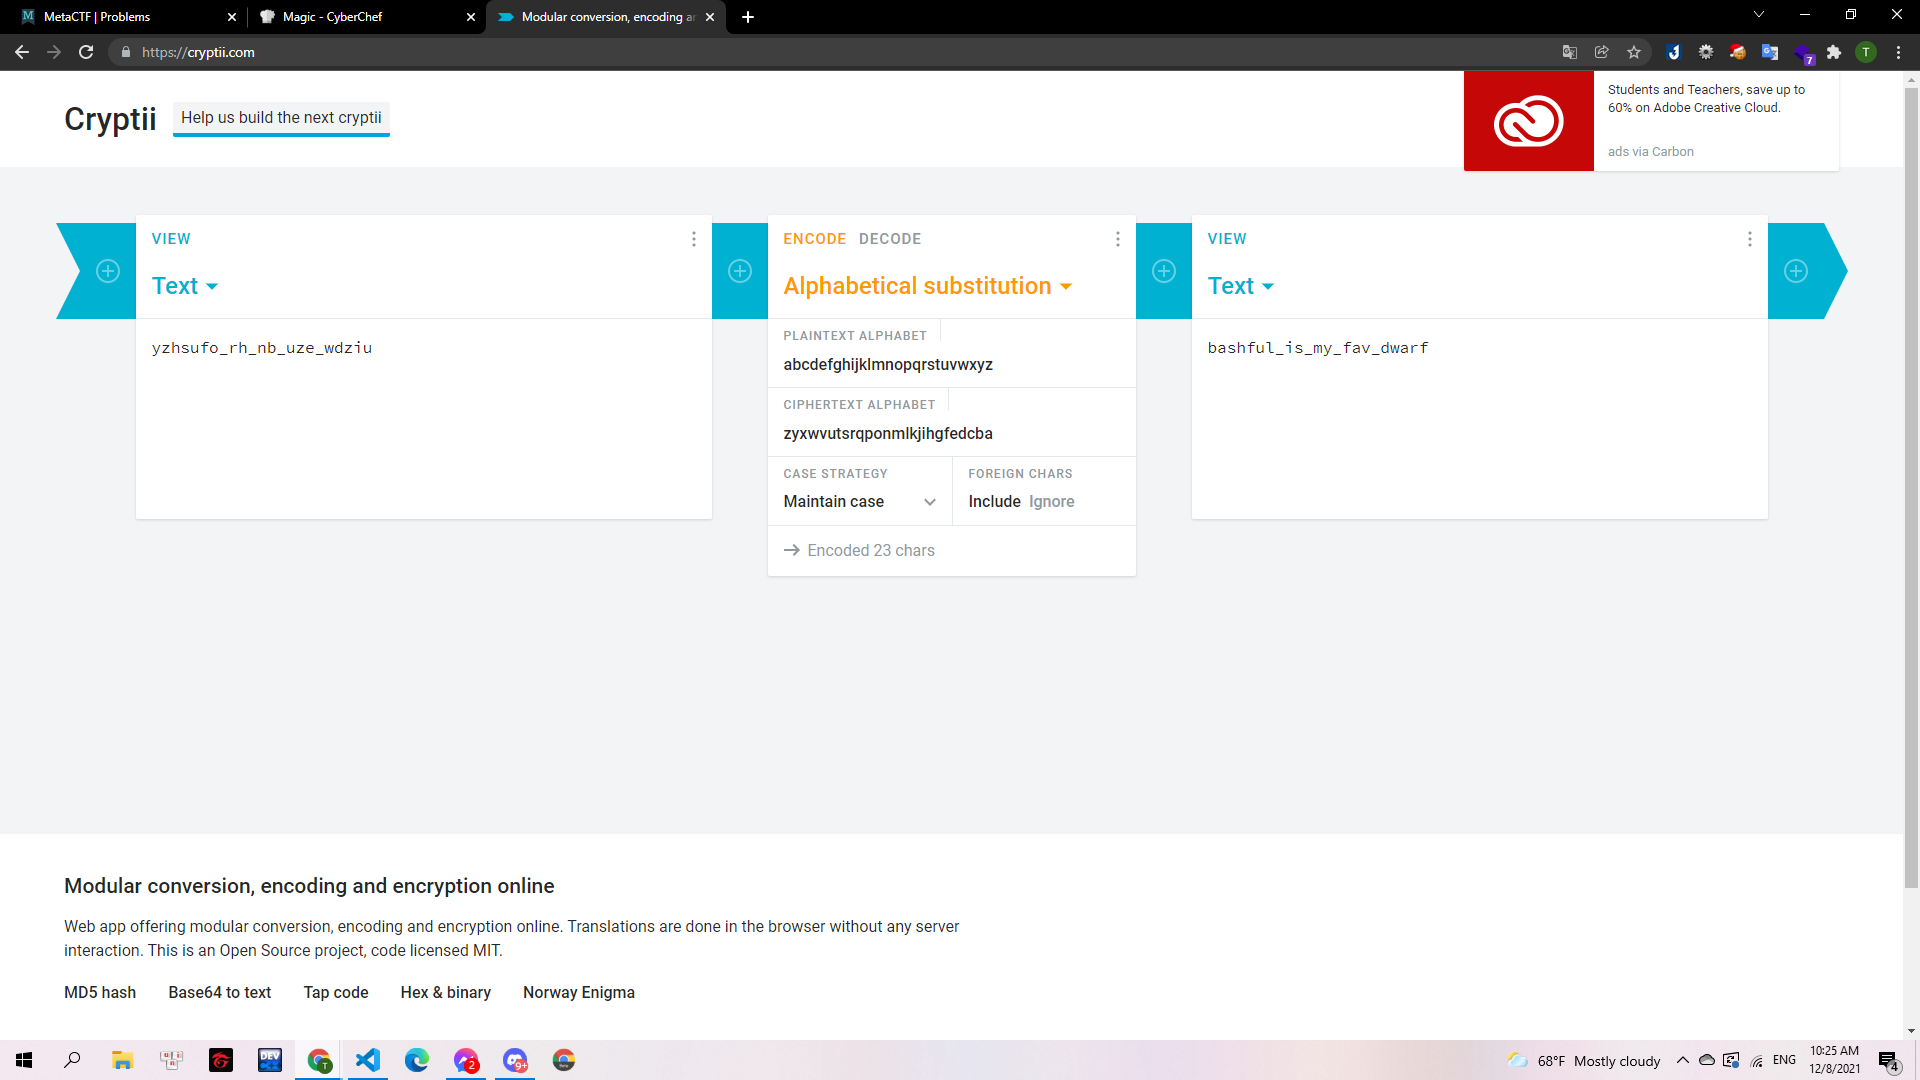 MetaCTF | Problems
Magic - CyberChef
Modular conversion, encoding ar
https://cryptii.com
T
7
Cryptii
Help us build the next cryptii
Students and Teachers, save up to
60% on Adobe Creative Cloud.
ads via Carbon
VIEW
Text
yzhsufo_rh_nb_uze_wdziu
ENCODE DECODE
Alphabetical substitution
PLAINTEXT ALPHABET
abcdefghijklmnopqrstuvwxyz
CIPHERTEXT ALPHABET
zyxwvutsrqponmlkjihgfedcba
CASE STRATEGY
Maintain case
FOREIGN CHARS
Include Ignore
Encoded 23 chars
VIEW
Text
bashful_is_my_fav_dwarf
Modular conversion, encoding and encryption online
Web app offering modular conversion, encoding and encryption online. Translations are done in the browser without any server
interaction. This is an Open Source project, code licensed MIT.
MD5 hash Base64 to text Tap code Hex & binary Norway Enigma
DEV
T
2
9+
68°F Mostly cloudy
ENG
10:25 AM
12/8/2021
4